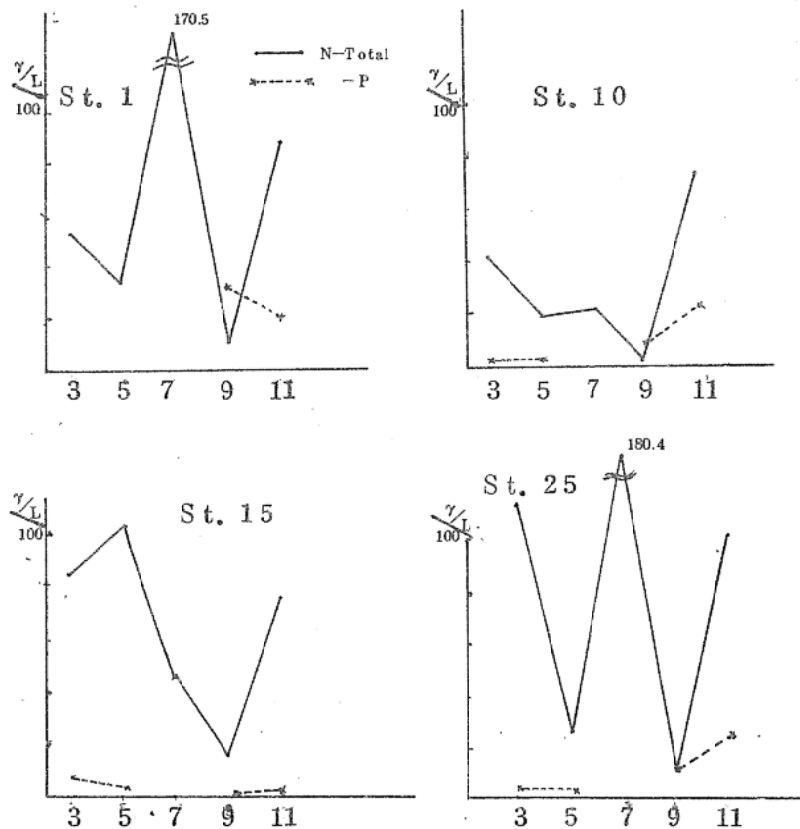 170.5
N-Total
-P
γ/L
100
St. 1
3 5 7 9 11
γ/L
100
St. 10
3 5 7 9 11
γ/L
100
St. 15
3 5 7 9 11
180.4
γ/L
100
St. 25
3 5 7 9 11